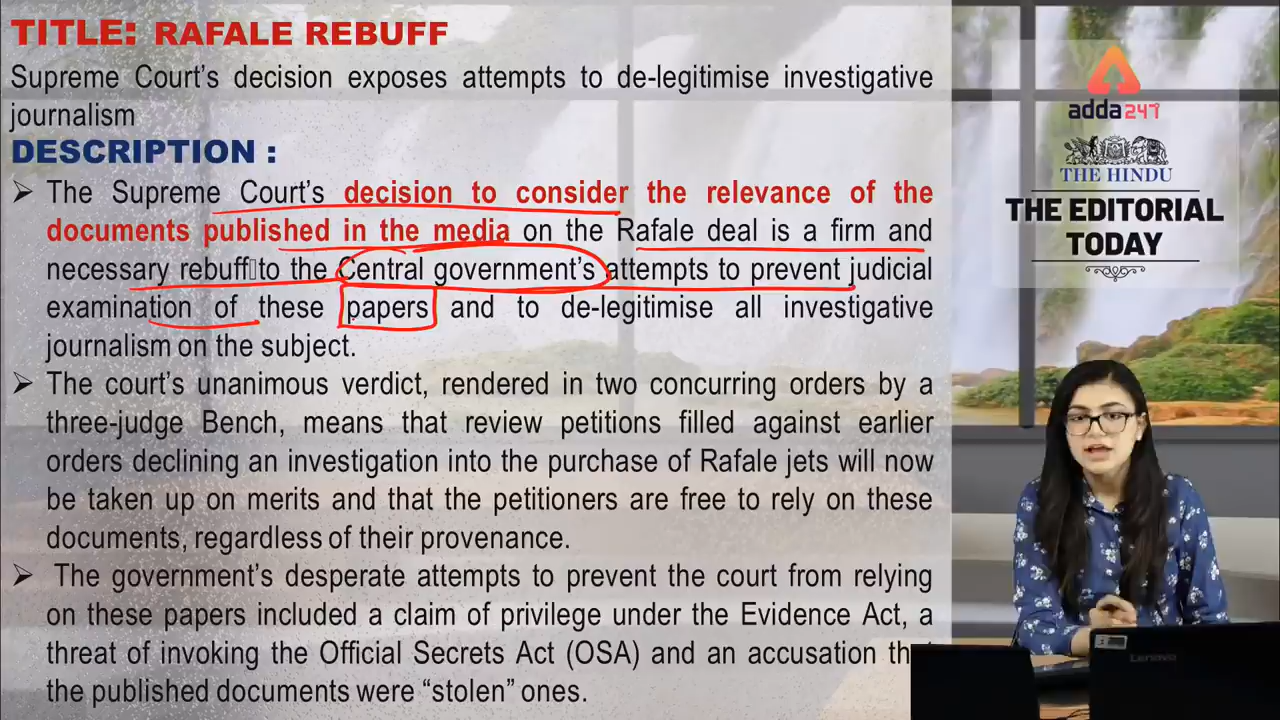 TITLE: RAFALE REBUFF
Supreme Court's decision exposes attempts to de-legitimise investigative
journalism
DESCRIPTION :
➢ The Supreme Court's decision to consider the relevance of the
documents published in the media on the Rafale deal is a firm and
necessary rebuff to the Central government's attempts to prevent judicial
examination of these papers and to de-legitimise all investigative
journalism on the subject.
➢ The court's unanimous verdict, rendered in two concurring orders by a
three-judge Bench, means that review petitions filled against earlier
orders declining an investigation into the purchase of Rafale jets will now
be taken up on merits and that the petitioners are free to rely on these
documents, regardless of their provenance.
➢ The government's desperate attempts to prevent the court from relying
on these papers included a claim of privilege under the Evidence Act, a
threat of invoking the Official Secrets Act (OSA) and an accusation that
the published documents were “stolen” ones.
adda247
THE HINDU
THE EDITORIAL
TODAY
Lenovo